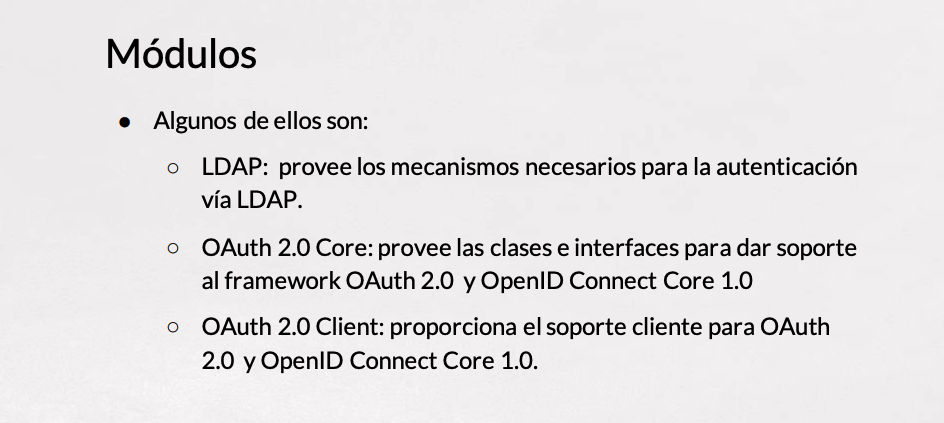 Módulos
● Algunos de ellos son:
○ LDAP: provee los mecanismos necesarios para la autenticación
vía LDAP.
○ OAuth 2.0 Core: provee las clases e interfaces para dar soporte
al framework OAuth 2.0 y OpenID Connect Core 1.0
○ OAuth 2.0 Client: proporciona el soporte cliente para OAuth
2.0 y OpenID Connect Core 1.0.